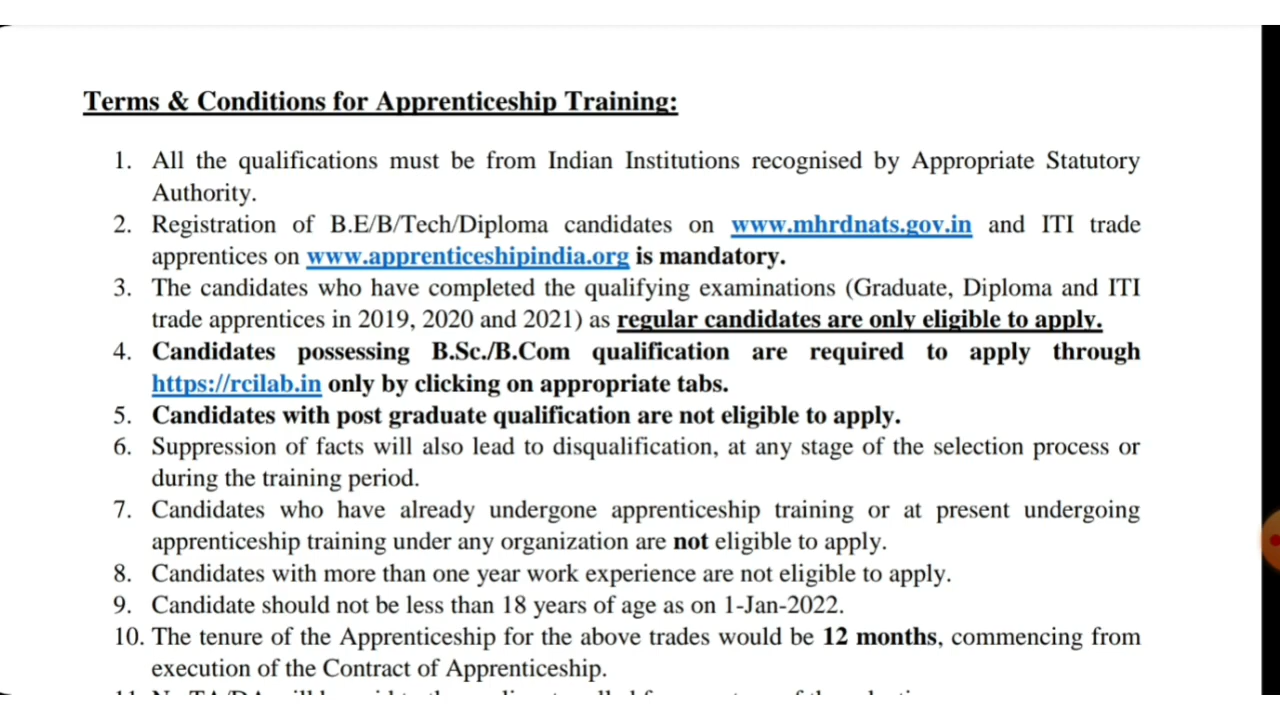 Terms & Conditions for Apprenticeship Training:
1. All the qualifications must be from Indian Institutions recognised by Appropriate Statutory
Authority.
2. Registration of B.E/B/Tech/Diploma candidates on www.mhrdnats.gov.in and ITI trade
apprentices on www.apprenticeshipindia.org is mandatory.
3. The candidates who have completed the qualifying examinations (Graduate, Diploma and ITI
trade apprentices in 2019, 2020 and 2021) as regular candidates are only eligible to apply.
4. Candidates possessing B.Sc./B.Com qualification are required to apply through
https://rcilab.in only by clicking on appropriate tabs.
5. Candidates with post graduate qualification are not eligible to apply.
6. Suppression of facts will also lead to disqualification, at any stage of the selection process or
during the training period.
7. Candidates who have already undergone apprenticeship training or at present undergoing
apprenticeship training under any organization are not eligible to apply.
8. Candidates with more than one year work experience are not eligible to apply.
9. Candidate should not be less than 18 years of age as on 1-Jan-2022.
10. The tenure of the Apprenticeship for the above trades would be 12 months, commencing from
execution of the Contract of Apprenticeship.